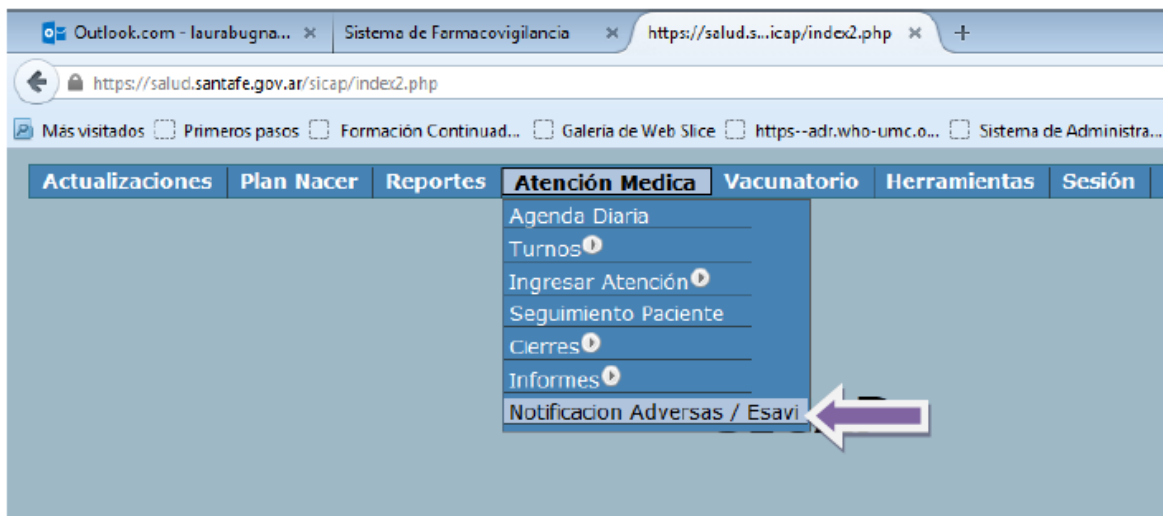 Outlook.com - laurabugna... × Sistema de Farmacovigilancia × https://salud.s...icap/index2.php × +
https://salud.santafe.gov.ar/sicap/index2.php
Más visitados Primeros pasos Formación Continuad... Galería de Web Slice https--adr.who-umc.o... Sistema de Administra...
Actualizaciones Plan Nacer Reportes Atención Medica Vacunatorio Herramientas Sesión
Agenda Diaria
Turnos
Ingresar Atención
Seguimiento Paciente
Cierres
Informes
Notificacion Adversas / Esavi